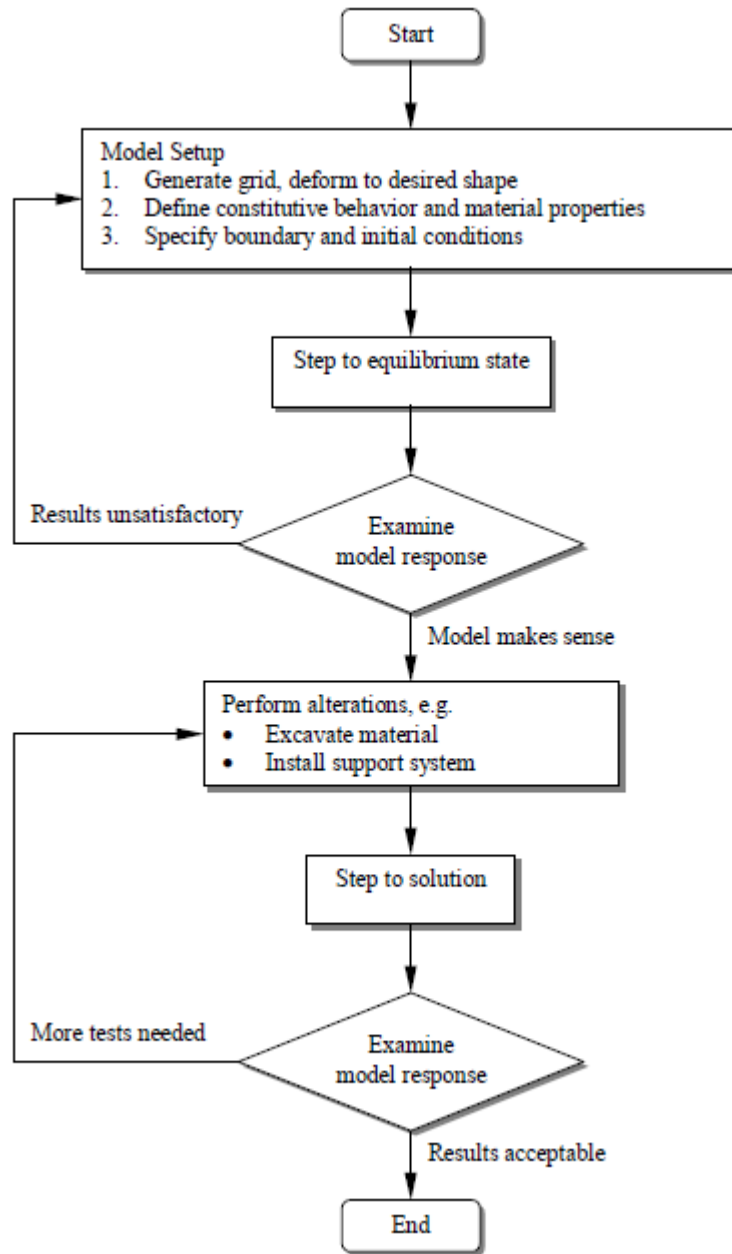 Start
Model Setup
1. Generate grid, deform to desired shape
2. Define constitutive behavior and material properties
3. Specify boundary and initial conditions
Step to equilibrium state
Results unsatisfactory
Examine
model response
Model makes sense
Perform alterations, e.g.
• Excavate material
• Install support system
Step to solution
More tests needed
Examine
model response
Results acceptable
End